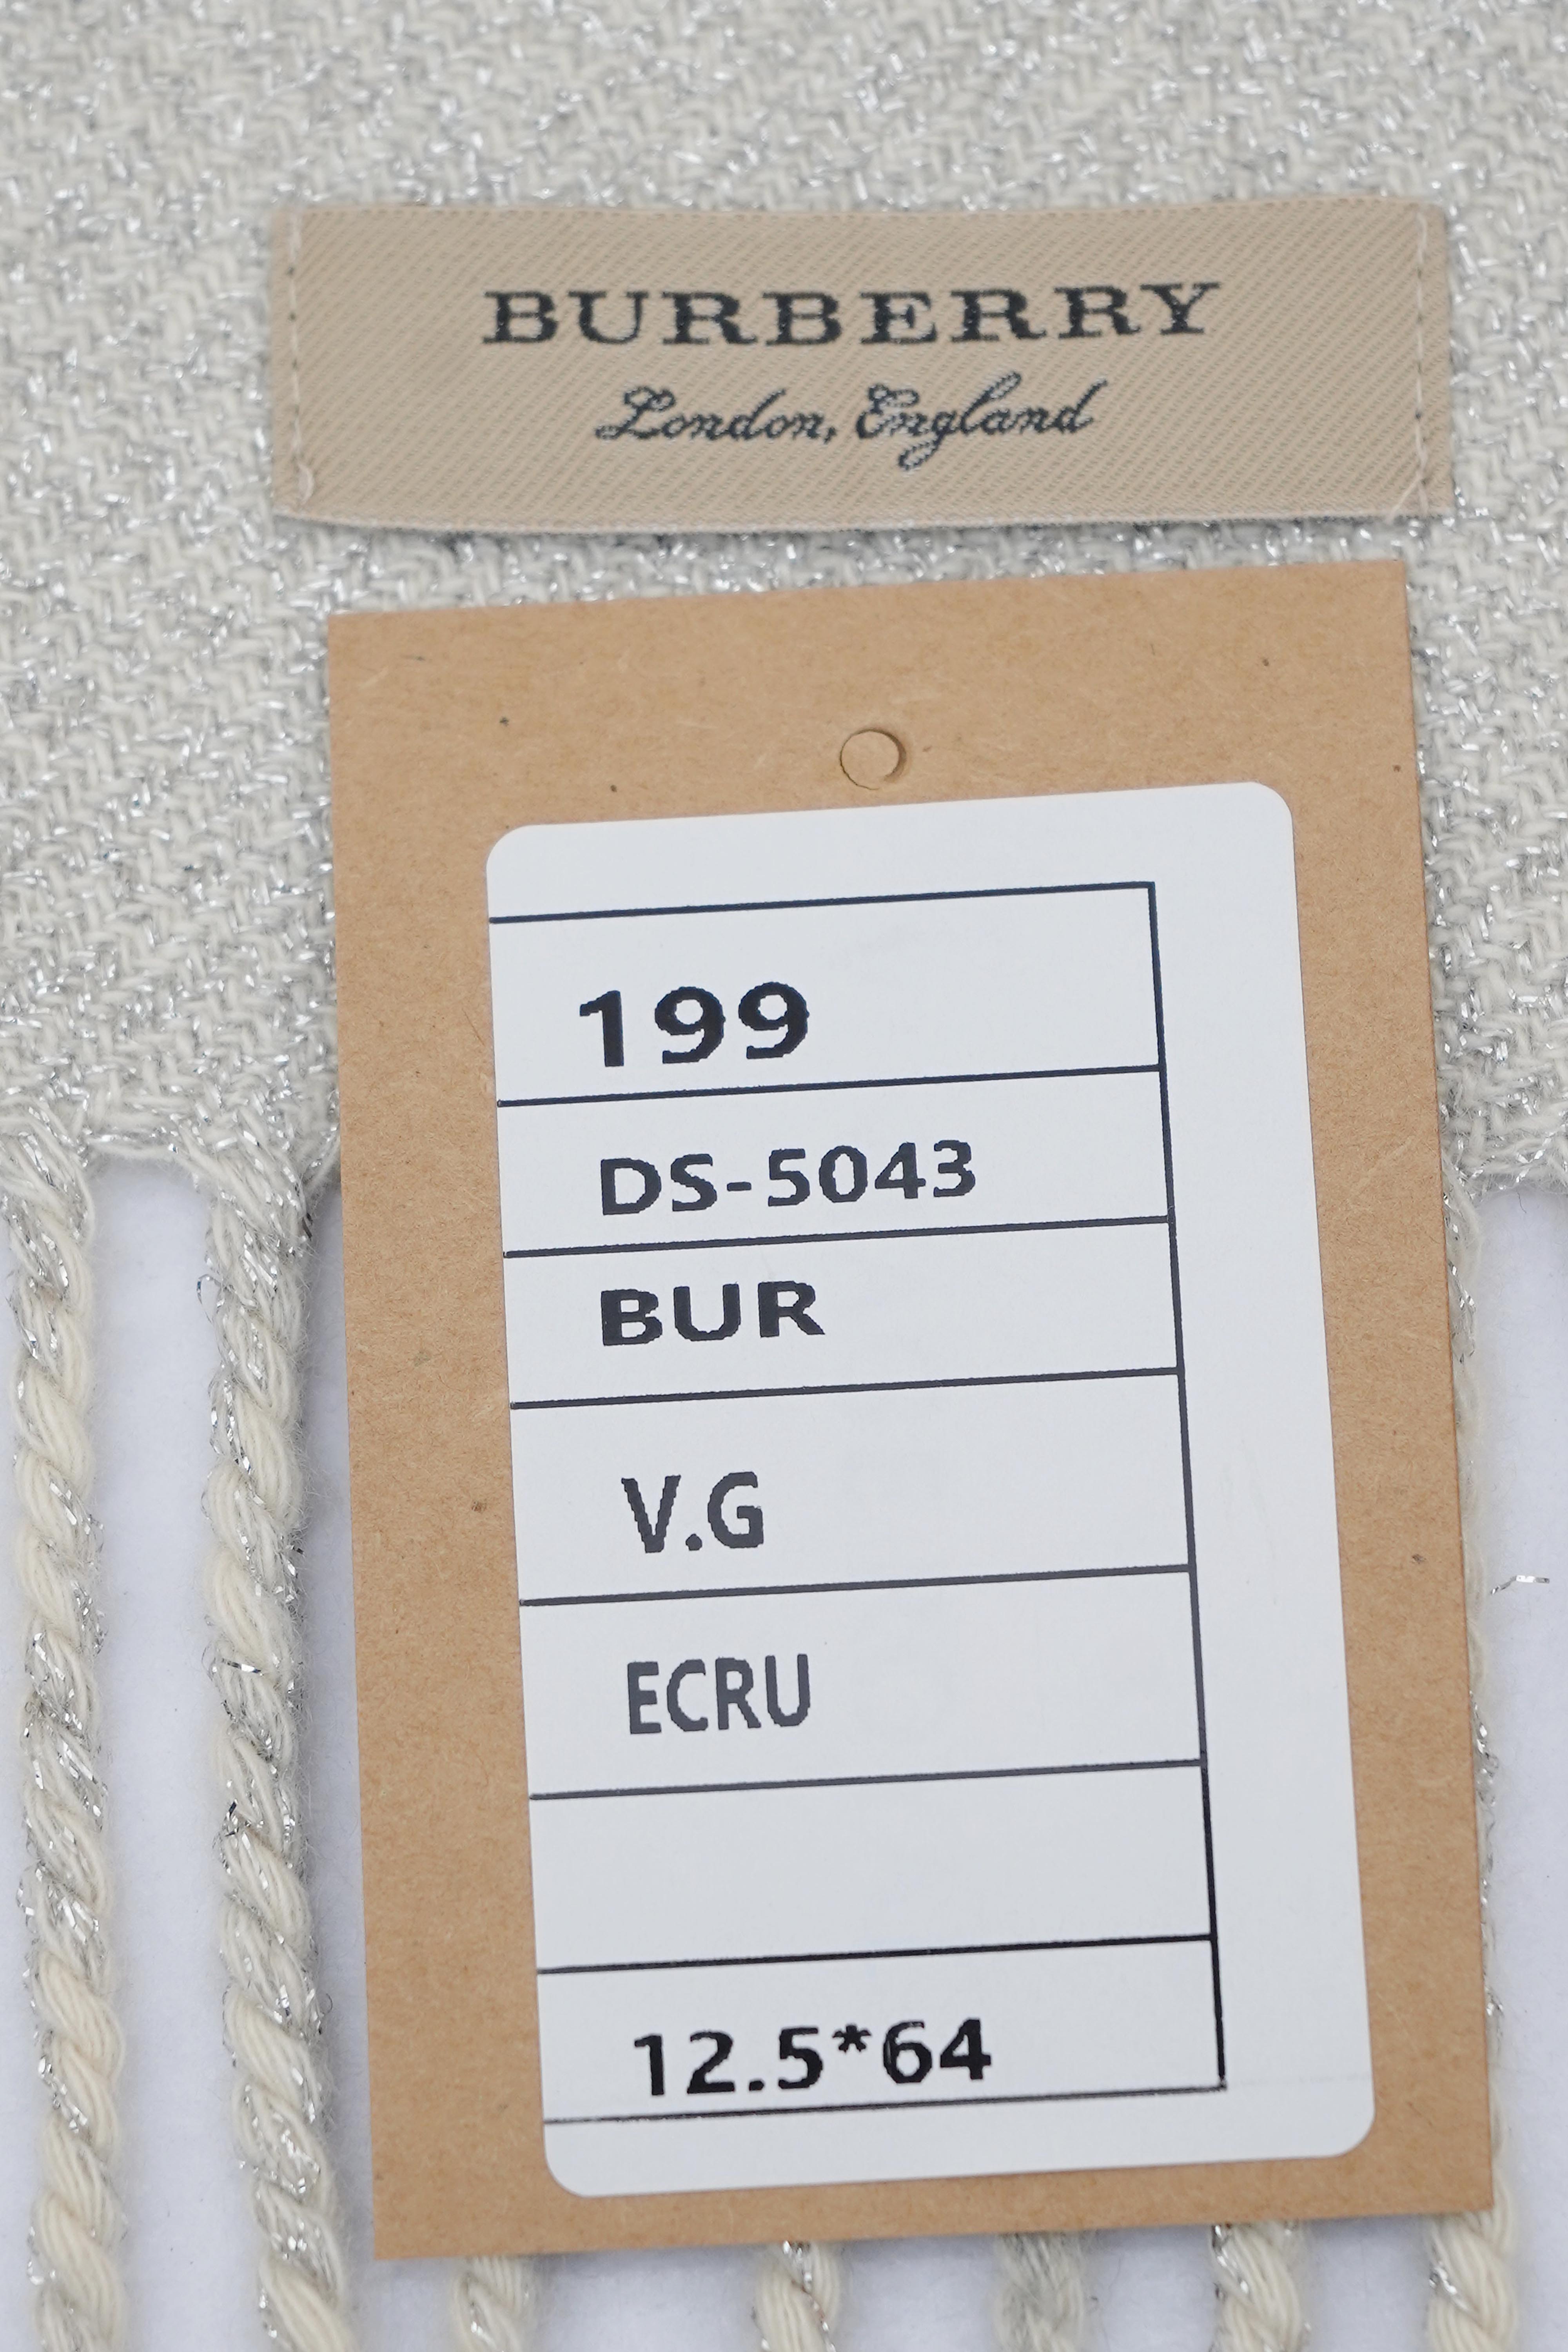 BURBERRY
London, England
199
DS-5043
BUR
V.G
ECRU
12.5*64